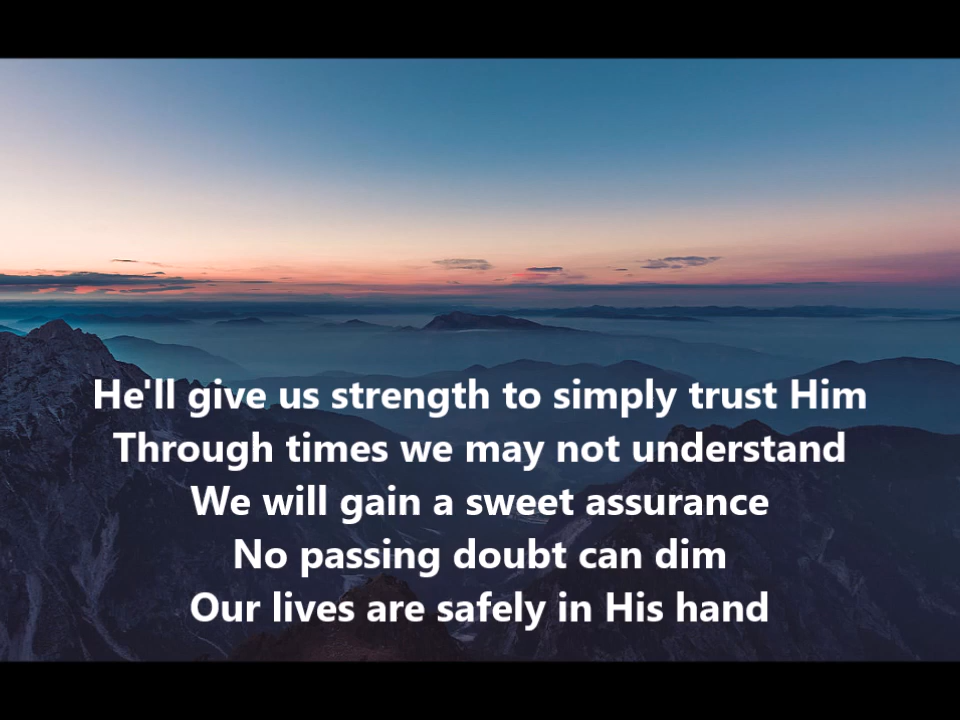 He'll give us strength to simply trust Him
Through times we may not understand
We will gain a sweet assurance
No passing doubt can dim
Our lives are safely in His hand